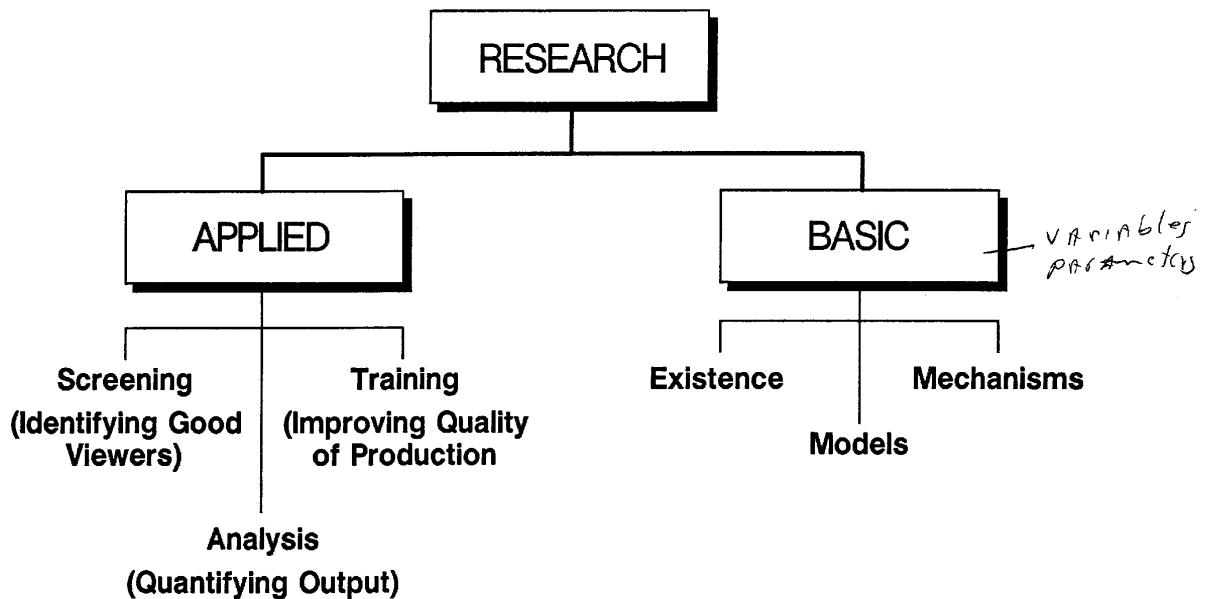 RESEARCH
APPLIED
BASIC
VAriAbles
pArAmeters
Screening
(Identifying Good
Viewers)
Training
(Improving Quality
of Production
Analysis
(Quantifying Output)
Existence
Mechanisms
Models